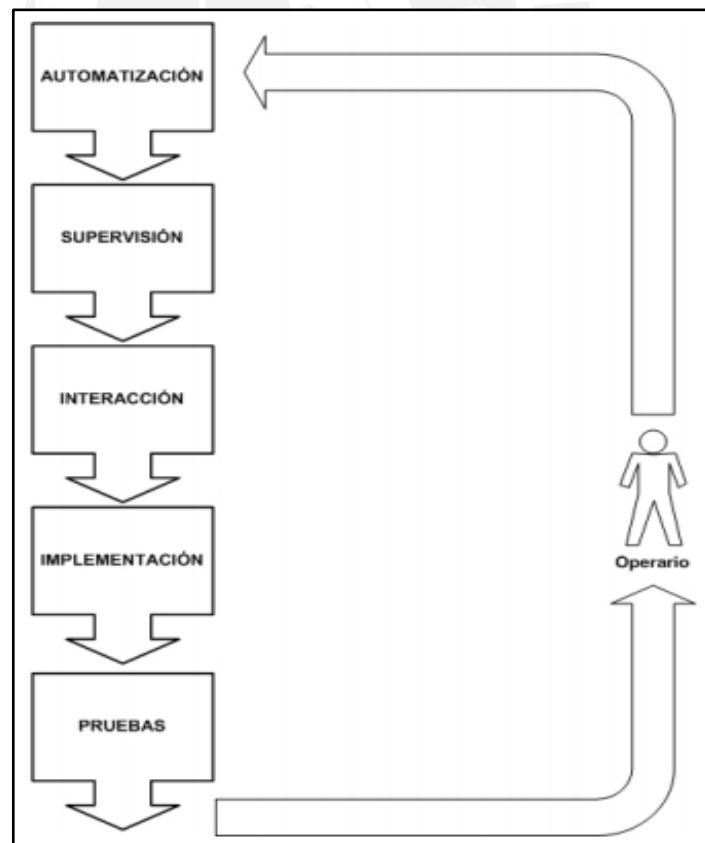 AUTOMATIZACIÓN
SUPERVISIÓN
INTERACCIÓN
IMPLEMENTACIÓN
Operario
PRUEBAS